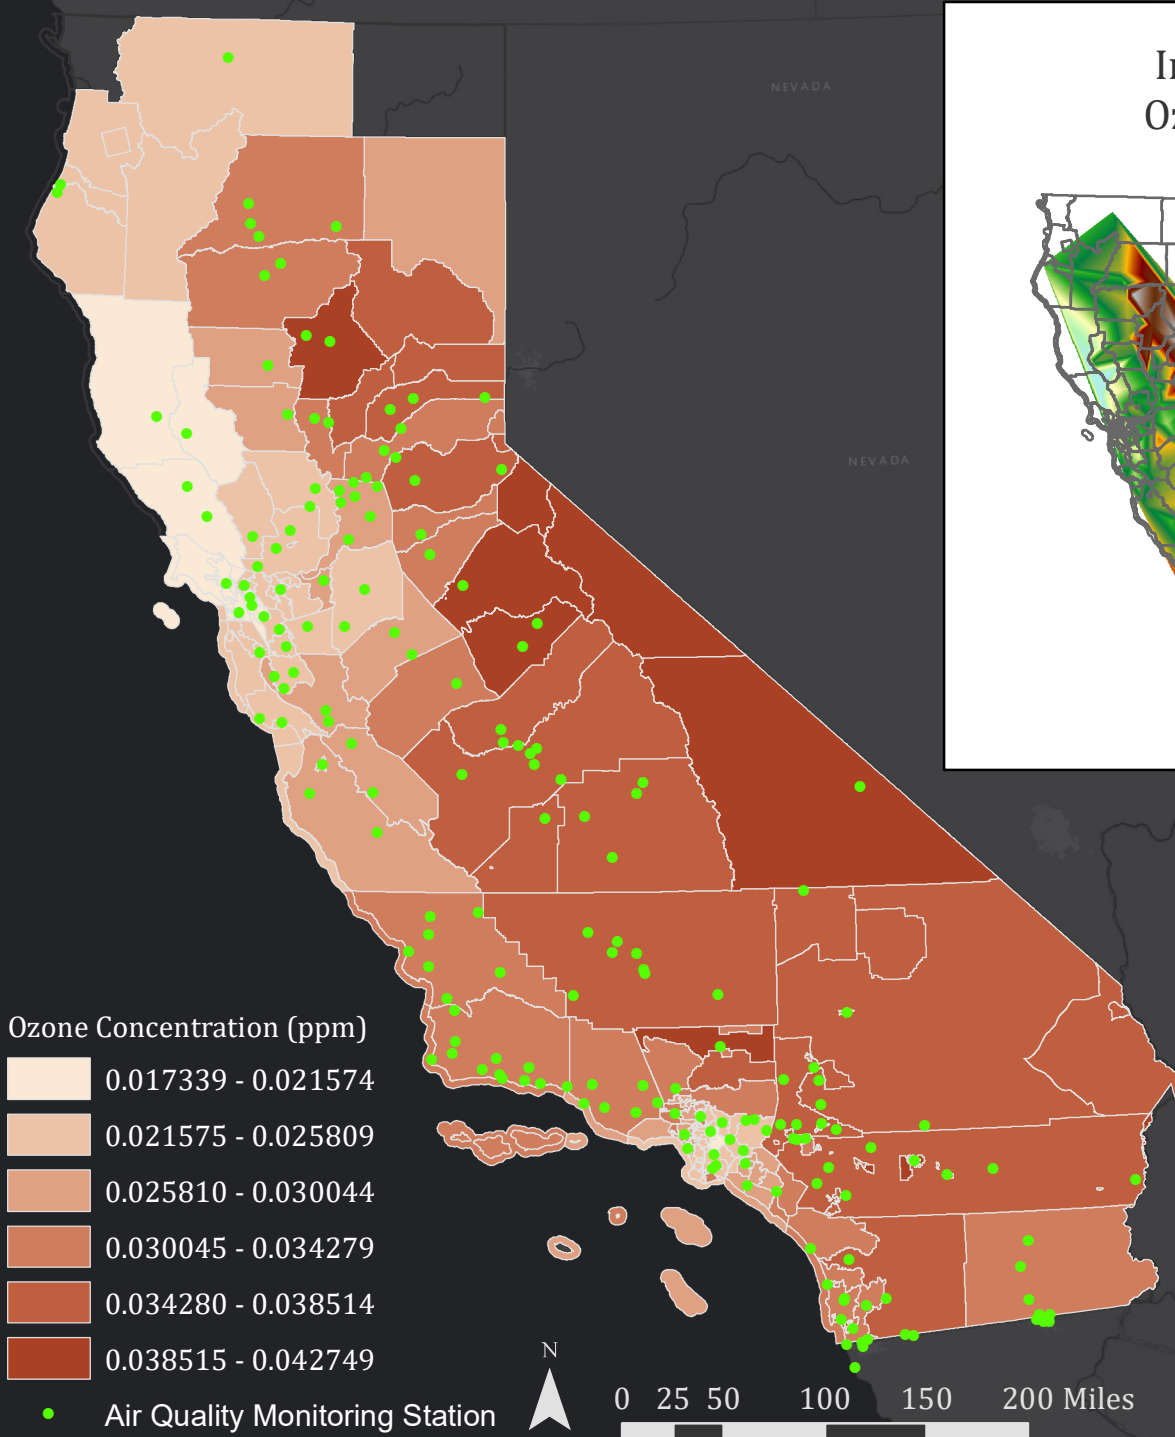 NEVADA
NEVADA
Ozone Concentration (ppm)
0.017339 - 0.021574
0.021575 - 0.025809
0.025810 - 0.030044
0.030045 - 0.034279
0.034280 - 0.038514
0.038515 - 0.042749
Air Quality Monitoring Station
N
0 25 50 100 150 200 Miles